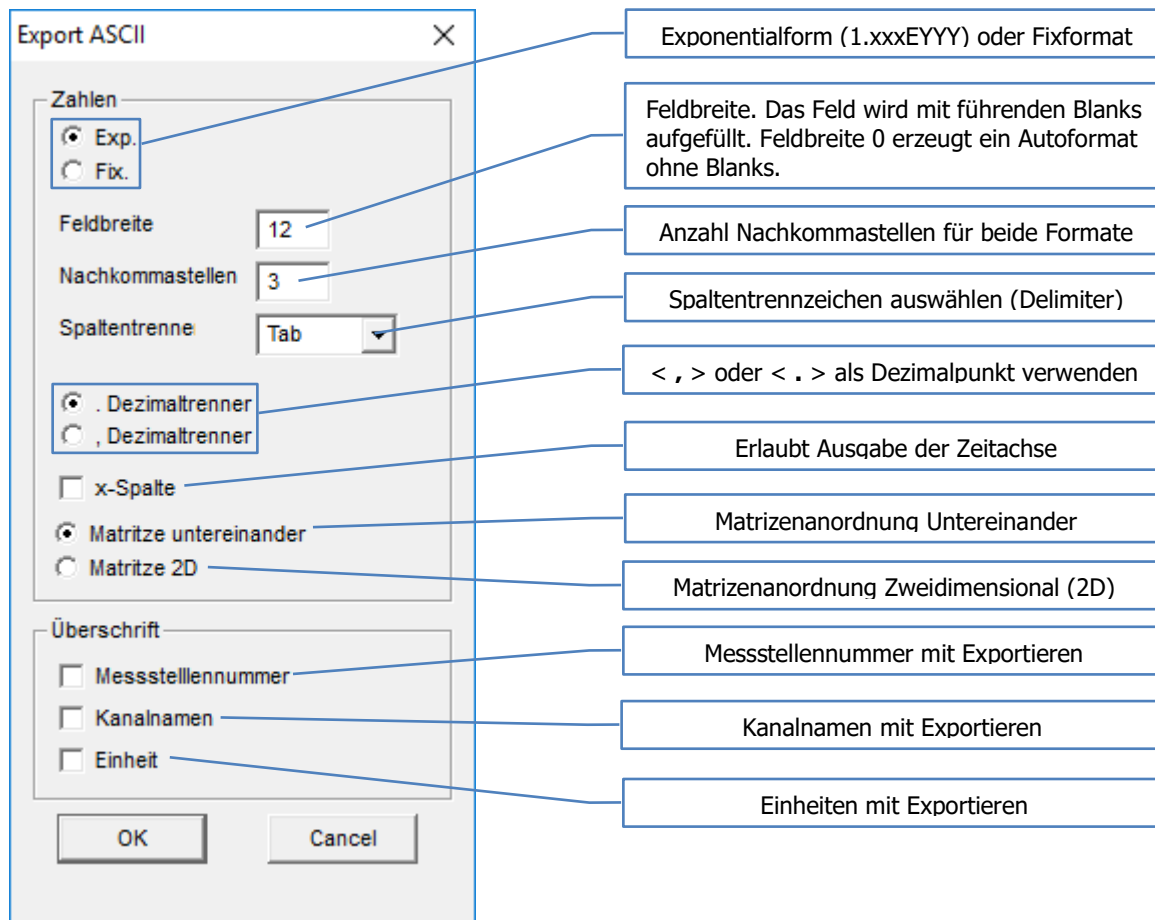 Export ASCII
Zahlen
Exp.
Fix.
Feldbreite
12
Nachkommastellen
3
Spaltentrenne
Tab
. Dezimaltrenner
, Dezimaltrenner
x-Spalte
Matritze untereinander
Matritze 2D
Überschrift
Messstelllennummer
Kanalnamen
Einheit
OK
Cancel
Exponentialform (1.xxxEYYY) oder Fixformat
Feldbreite. Das Feld wird mit führenden Blanks
aufgefüllt. Feldbreite 0 erzeugt ein Autoformat
ohne Blanks.
Anzahl Nachkommastellen für beide Formate
Spaltentrennzeichen auswählen (Delimiter)
< , > oder < . > als Dezimalpunkt verwenden
Erlaubt Ausgabe der Zeitachse
Matrizenanordnung Untereinander
Matrizenanordnung Zweidimensional (2D)
Messstellennummer mit Exportieren
Kanalnamen mit Exportieren
Einheiten mit Exportieren